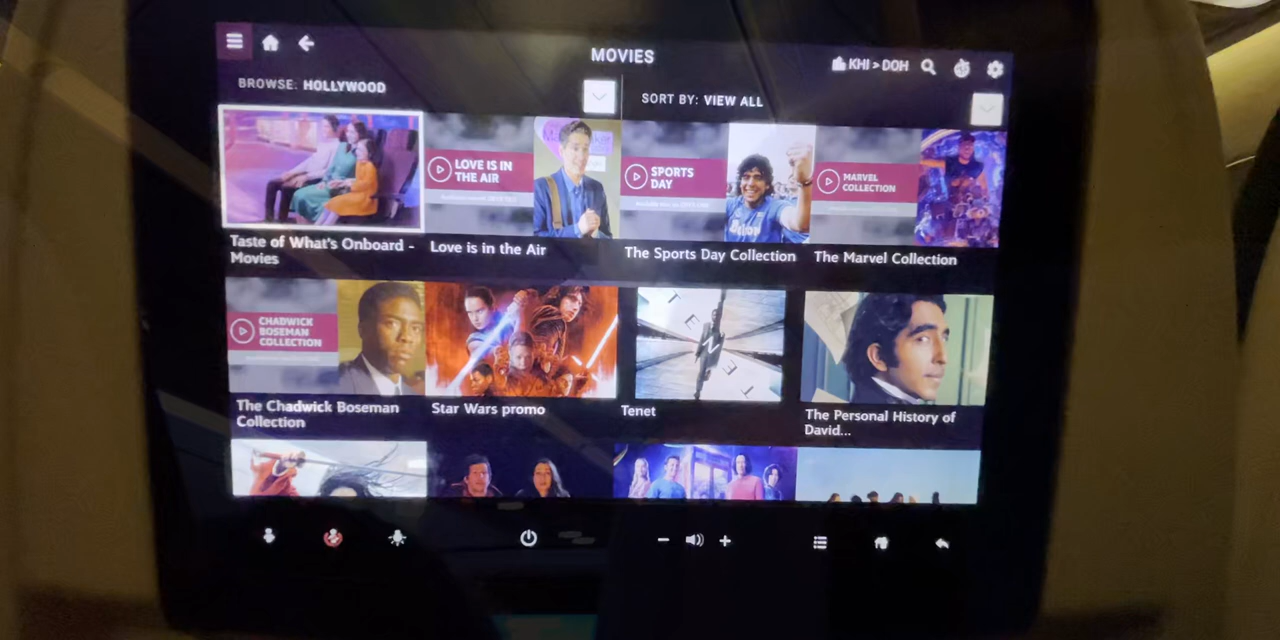 MOVIES
KHI > DOH
BROWSE: HOLLYWOOD
SORT BY: VIEW ALL
LOVE IS IN
THE AIR
SPORTS
DAY
MARVEL
COLLECTION
Taste of What's Onboard -
Movies
Love is in the Air
The Sports Day Collection
The Marvel Collection
CHADWICK
BOSEMAN
COLLECTION
TENET
The Chadwick Boseman
Collection
Star Wars promo
Tenet
The Personal History of
David...